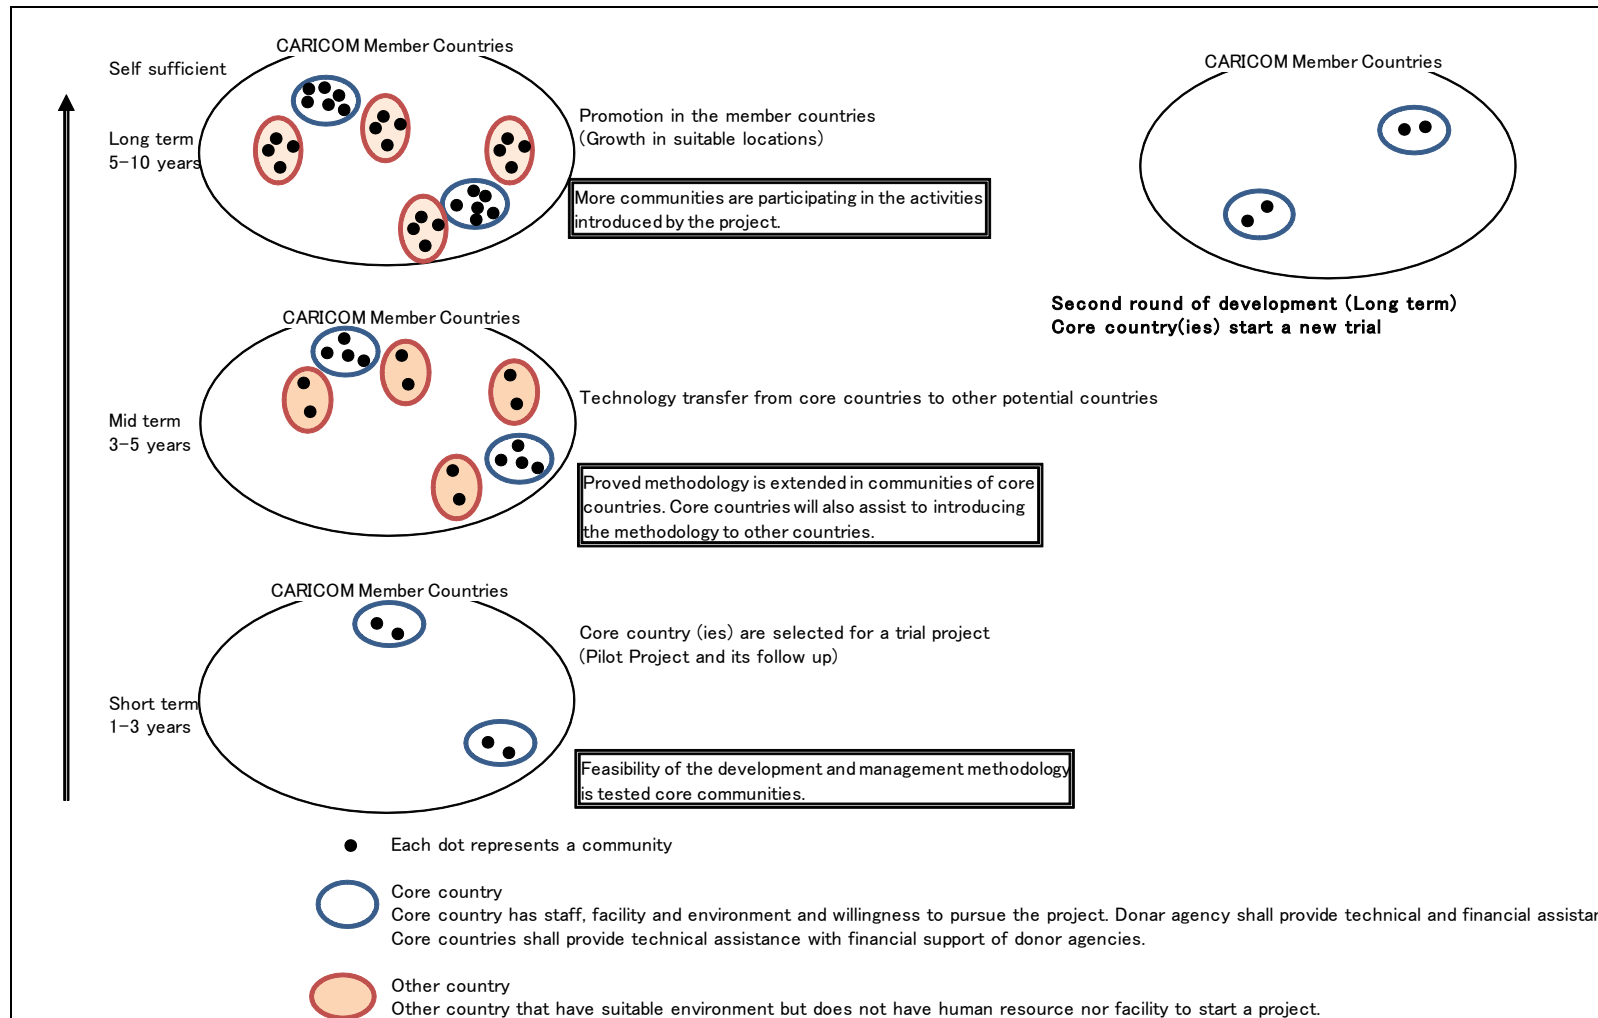 CARICOM Member Countries
Self sufficient
Long term
5-10 years
Promotion in the member countries
(Growth in suitable locations)
More communities are participating in the activities
introduced by the project.
CARICOM Member Countries
Second round of development (Long term)
Core country(ies) start a new trial
CARICOM Member Countries
Mid term
3-5 years
Technology transfer from core countries to other potential countries
Proved methodology is extended in communities of core
countries. Core countries will also assist to introducing
the methodology to other countries.
CARICOM Member Countries
Short term
1-3 years
Core country (ies) are selected for a trial project
(Pilot Project and its follow up)
Feasibility of the development and management methodology
is tested core communities.
Each dot represents a community
Core country
Core country has staff, facility and environment and willingness to pursue the project. Donar agency shall provide technical and financial
Core countries shall provide technical assistance with financial support of donor agencies.
Other country
Other country that have suitable environment but does not have human resource nor facility to start a project.